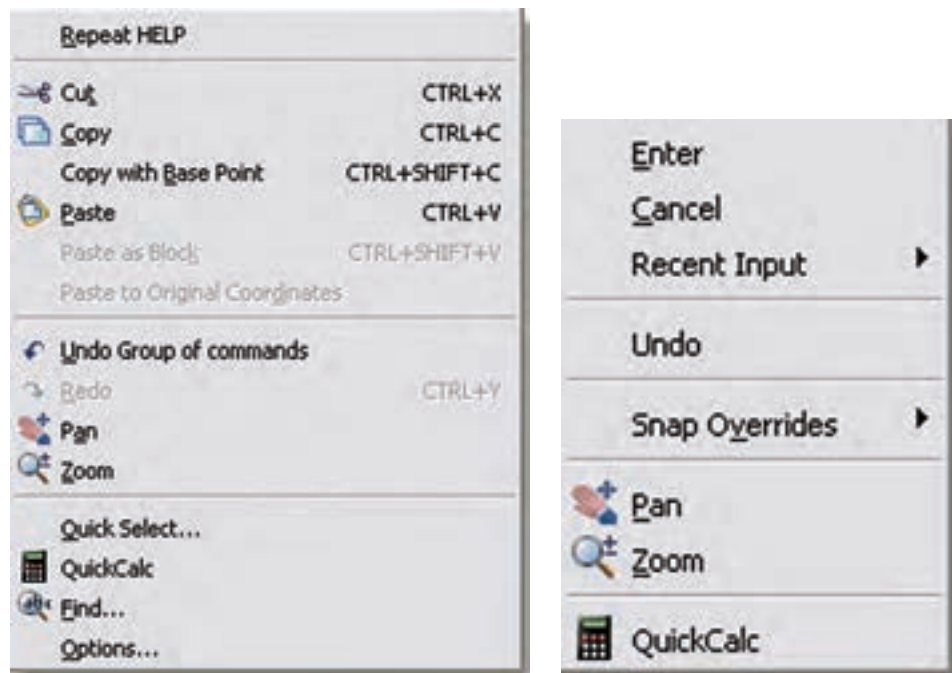 Repeat HELP
Cut CTRL+X
Copy CTRL+C
Copy with Base Point CTRL+SHIFT+C
Paste CTRL+V
Paste as Block CTRL+SHIFT+V
Paste to Original Coordinates
Undo Group of commands
Redo CTRL+Y
Pan
Zoom
Quick Select...
QuickCalc
Find...
Options...
Enter
Cancel
Recent Input
Undo
Snap Overrides
Pan
Zoom
QuickCalc